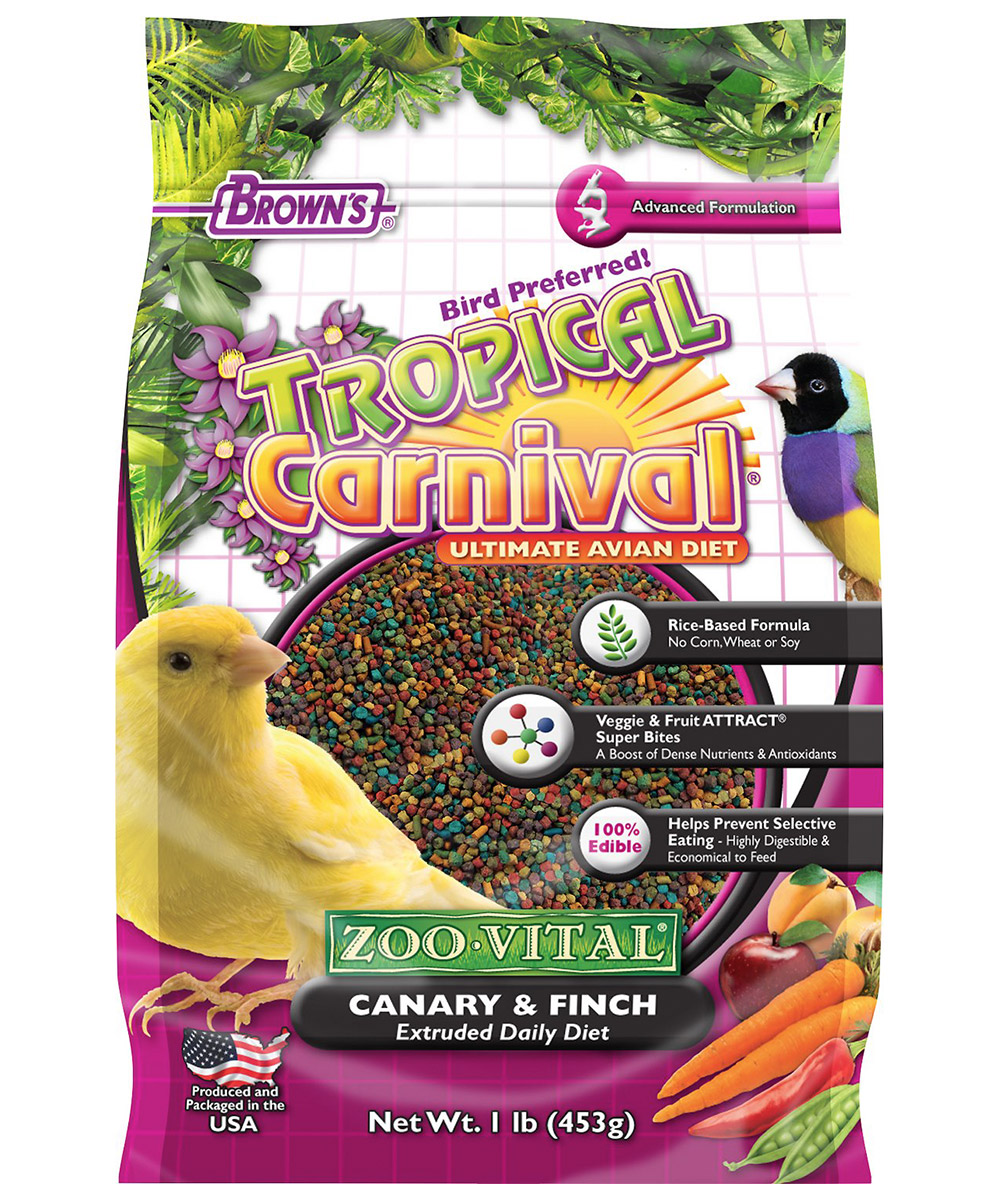 BROWN'S®
Advanced Formulation
Bird Preferred!
TROPICAL
Carnival®
ULTIMATE AVIAN DIET
Rice-Based Formula
No Corn, Wheat or Soy
Veggie & Fruit ATTRACT®
Super Bites
A Boost of Dense Nutrients & Antioxidants
100%
Edible
Helps Prevent Selective
Eating - Highly Digestible &
Economical to Feed
ZOO·VITAL®
CANARY & FINCH
Extruded Daily Diet
Produced and
Packaged in the
USA
Net Wt. 1 lb (453g)